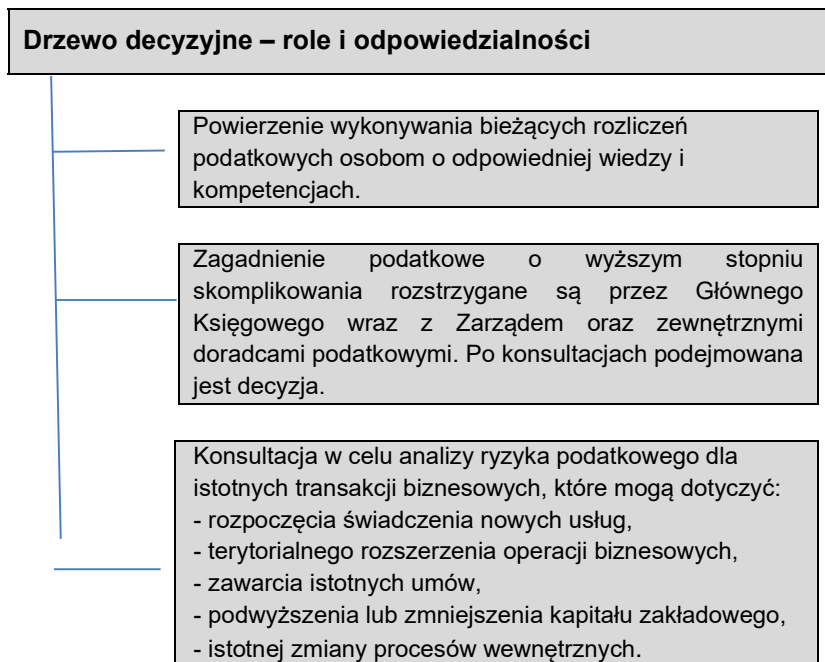 Drzewo decyzyjne – role i odpowiedzialności
Powierzenie wykonywania bieżących rozliczeń
podatkowych osobom o odpowiedniej wiedzy i
kompetencjach.
Zagadnienie podatkowe o wyższym stopniu
skomplikowania rozstrzygane są przez Głównego
Księgowego wraz z Zarządem oraz zewnętrznymi
doradcami podatkowymi. Po konsultacjach podejmowana
jest decyzja.
Konsultacja w celu analizy ryzyka podatkowego dla
istotnych transakcji biznesowych, które mogą dotyczyć:
- rozpoczęcia świadczenia nowych usług,
- terytorialnego rozszerzenia operacji biznesowych,
- zawarcia istotnych umów,
- podwyższenia lub zmniejszenia kapitału zakładowego,
- istotnej zmiany procesów wewnętrznych.